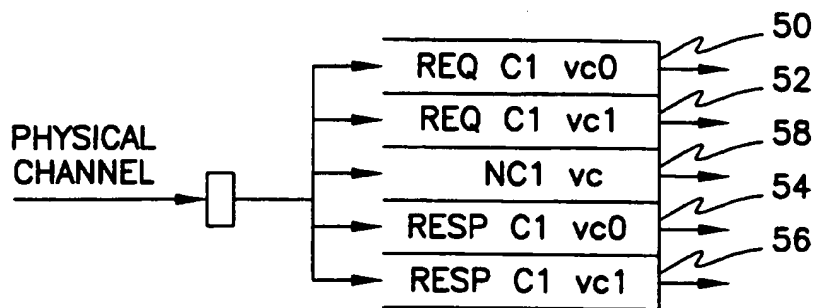 50
REQ C1 vc0
52
REQ C1 vc1
58
PHYSICAL
CHANNEL
NC1 vc
54
RESP C1 vc0
56
RESP C1 vc1